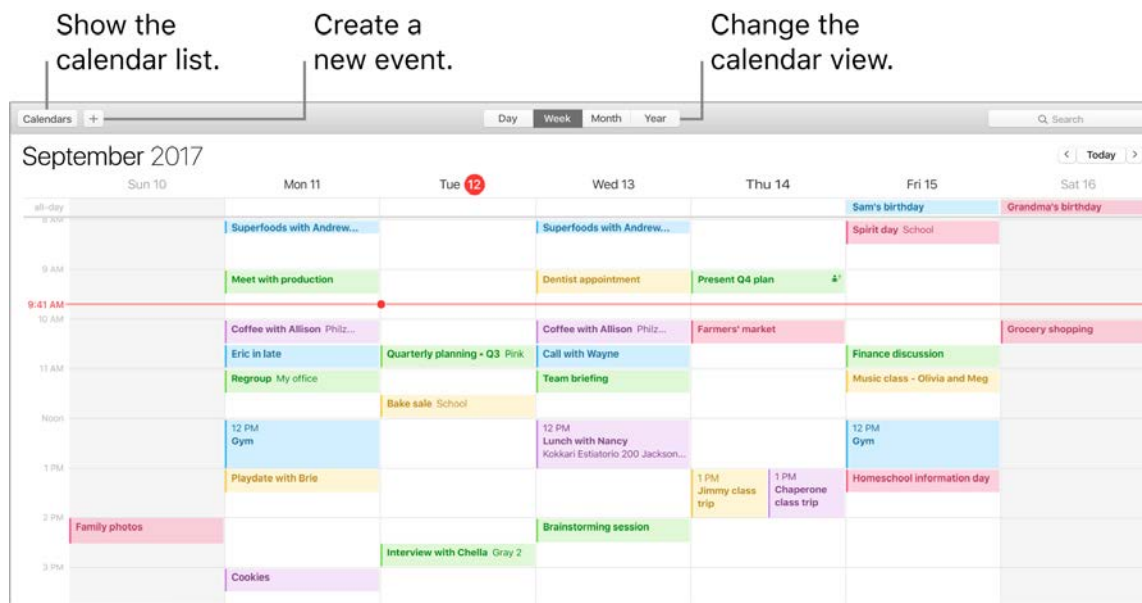 Show the
calendar list.
Create a
new event.
Change the
calendar view.
Calendars +
Day Week Month Year
Search
September 2017
< Today >
Sun 10 Mon 11 Tue 12 Wed 13 Thu 14 Fri 15 Sat 16
all-day Sam's birthday Grandma's birthday
8 AM
Superfoods with Andrew... Superfoods with Andrew... Spirit day School
9 AM
Meet with production Dentist appointment Present Q4 plan
9:41 AM
10 AM
Coffee with Allison Philz... Coffee with Allison Philz... Farmers' market Grocery shopping
Eric in late Quarterly planning - Q3 Pink Call with Wayne Finance discussion
11 AM
Regroup My office Team briefing Music class - Olivia and Meg
Bake sale School
Noon
12 PM 12 PM 12 PM
Gym Lunch with Nancy Gym
Kokkari Estiatorio 200 Jackson...
1 PM
Playdate with Brie Homeschool information day
1 PM
Jimmy class
trip
1 PM
Chaperone
class trip
2 PM
Family photos Brainstorming session
Interview with Chella Gray 2
3 PM
Cookies